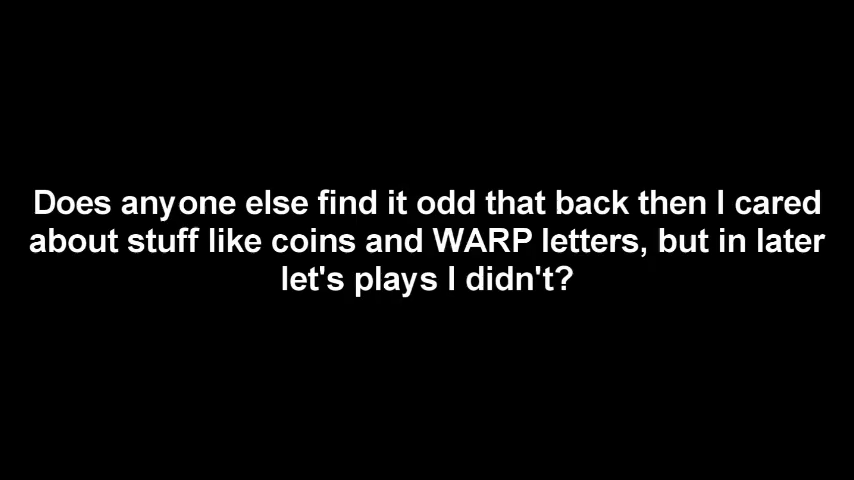 Does anyone else find it odd that back then I cared
about stuff like coins and WARP letters, but in later
let's plays I didn't?